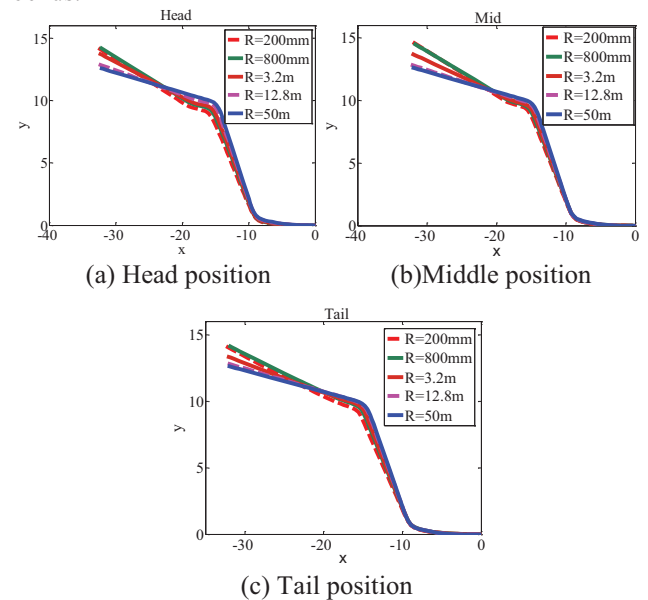 Head
15
10
5
0
y
-40
-30
-20
-10
0
x
R=200mm
R=800mm
R=3.2m
R=12.8m
R=50m
(a) Head position
Mid
15
10
5
0
y
-40
-30
-20
-10
0
x
R=200mm
R=800mm
R=3.2m
R=12.8m
R=50m
(b)Middle position
Tail
15
10
5
0
y
-30
-20
-10
0
x
R=200mm
R=800mm
R=3.2m
R=12.8m
R=50m
(c) Tail position